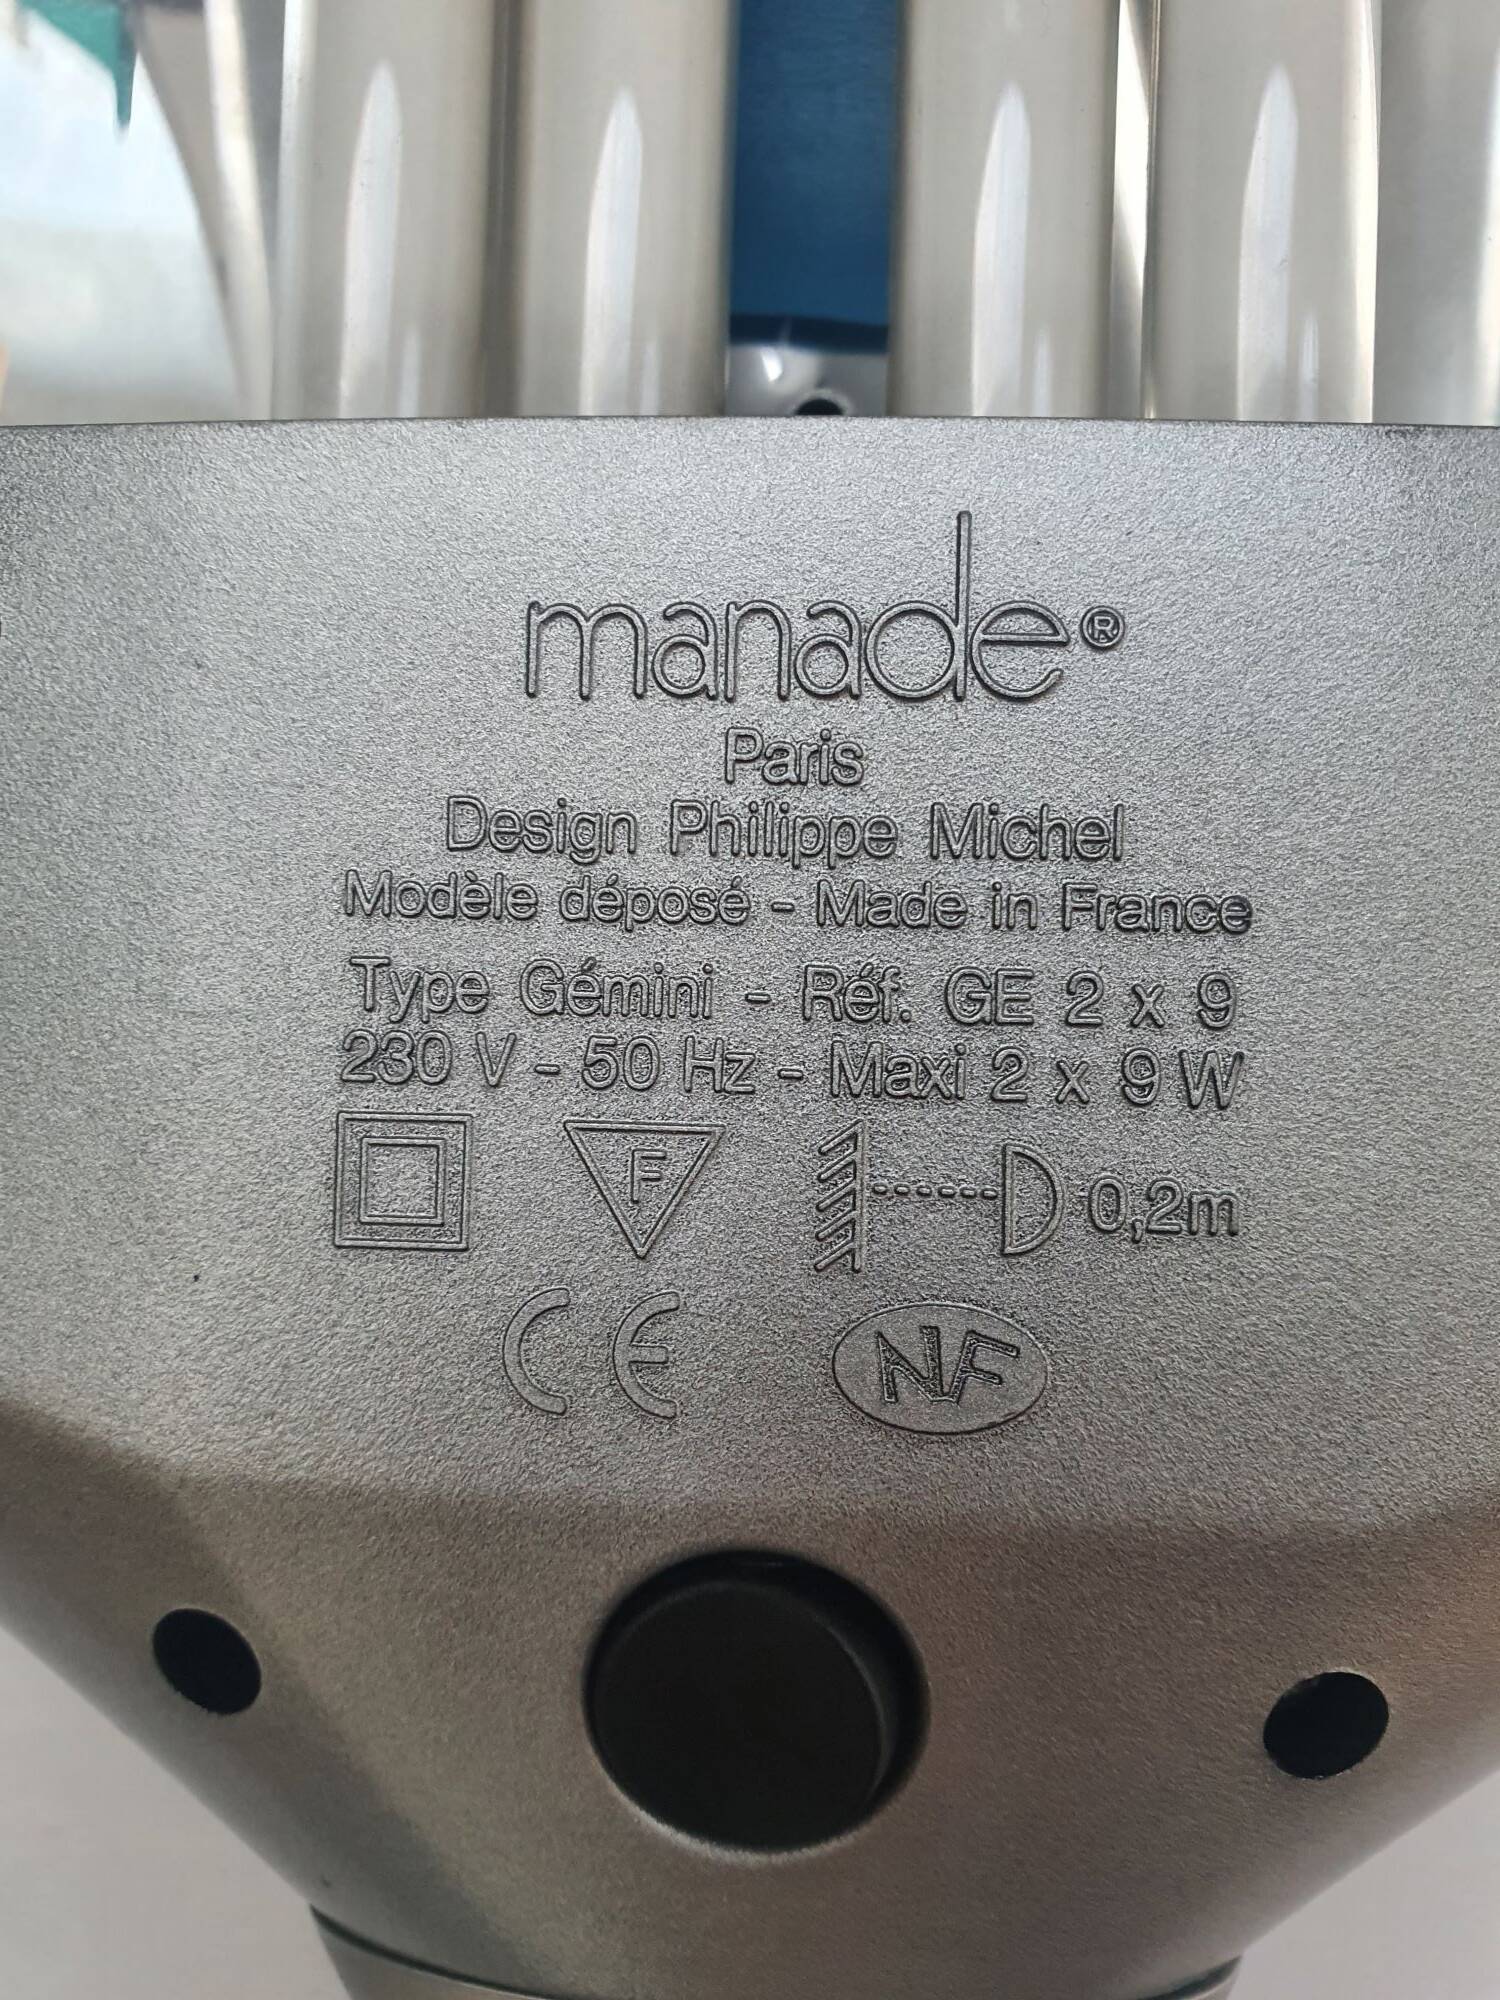 manade®
Paris
Design Philippe Michel
Modèle déposé - Made in France
Type Gémini - Réf. GE 2 x 9
230 V - 50 Hz - Maxi 2 x 9 W
F 0,2m
CE NF